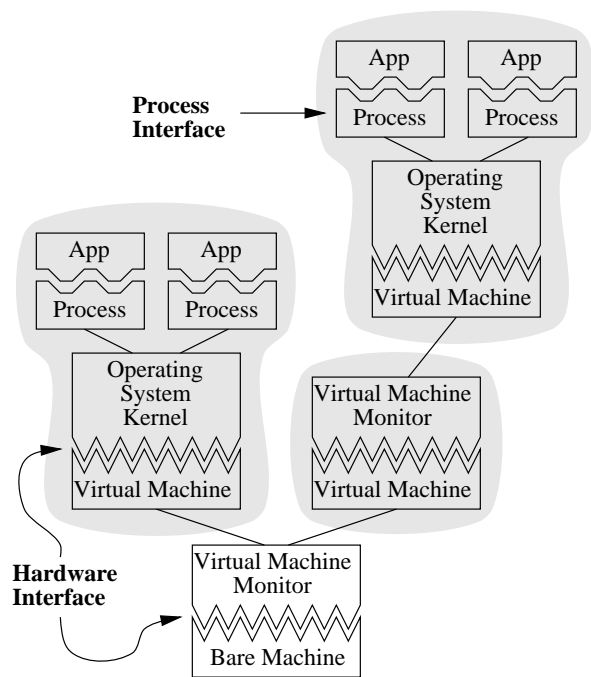 App
App
Process
Interface
Process
Process
Operating
System
Kernel
Virtual Machine
App
App
Process
Process
Operating
System
Kernel
Virtual Machine
Virtual Machine
Monitor
Virtual Machine
Hardware
Interface
Virtual Machine
Monitor
Bare Machine